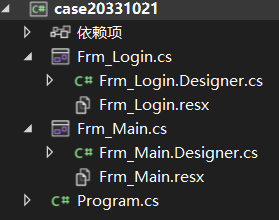 case20331021
依赖项
Frm_Login.cs
Frm_Login.Designer.cs
Frm_Login.resx
Frm_Main.cs
Frm_Main.Designer.cs
Frm_Main.resx
Program.cs